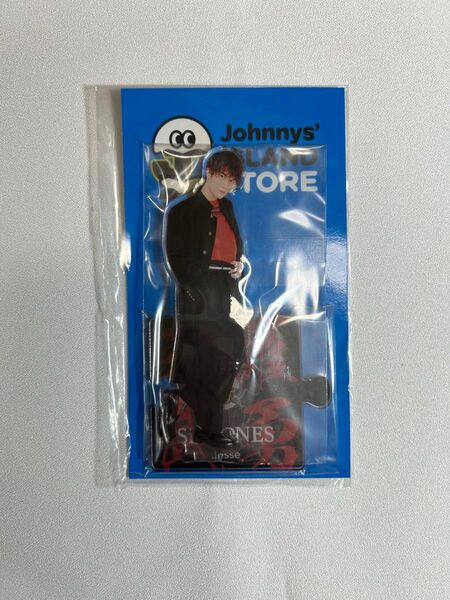 Johnnys'
ISLAND
STORE
SixTONES
Jesse